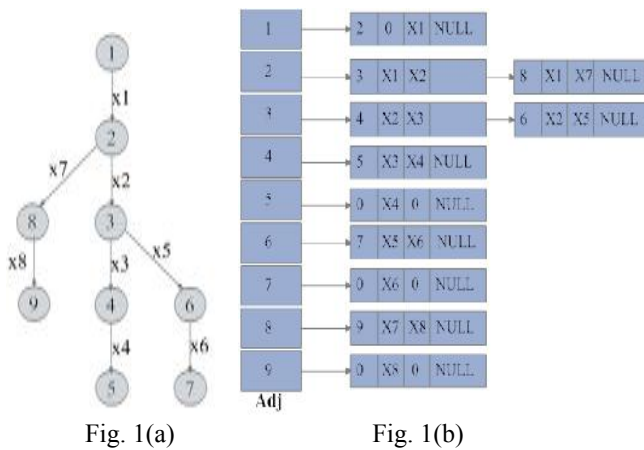 1
x1
2
x7
x2
8
3
x5
x8
x3
9
4
6
x4
x6
5
7
1
2 0 X1 NULL
2
3 X1 X2
8 X1 X7 NULL
3
4 X2 X3
6 X2 X5 NULL
4
5 X3 X4 NULL
5
0 X4 0 NULL
6
7 X5 X6 NULL
7
0 X6 0 NULL
8
9 X7 X8 NULL
9
0 X8 0 NULL
Adj
Fig. 1(a)
Fig. 1(b)